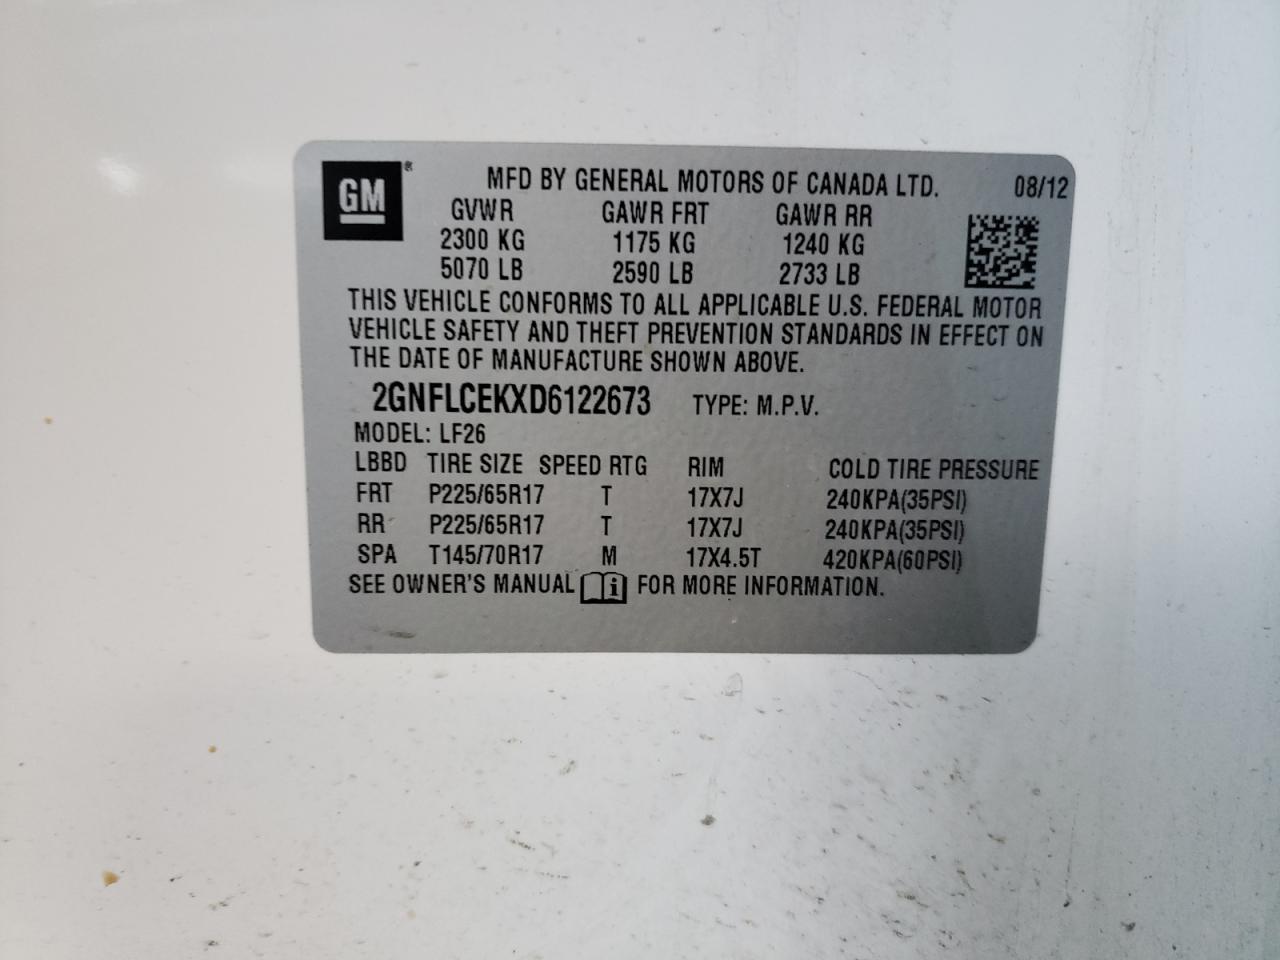 GM®
MFD BY GENERAL MOTORS OF CANADA LTD. 08/12
GVWR GAWR FRT GAWR RR
2300 KG 1175 KG 1240 KG
5070 LB 2590 LB 2733 LB
THIS VEHICLE CONFORMS TO ALL APPLICABLE U.S. FEDERAL MOTOR
VEHICLE SAFETY AND THEFT PREVENTION STANDARDS IN EFFECT ON
THE DATE OF MANUFACTURE SHOWN ABOVE.
2GNFLCEKXD6122673 TYPE: M.P.V.
MODEL: LF26
LBBD TIRE SIZE SPEED RTG RIM COLD TIRE PRESSURE
FRT P225/65R17 T 17X7J 240KPA(35PSI)
RR P225/65R17 T 17X7J 240KPA(35PSI)
SPA T145/70R17 M 17X4.5T 420KPA(60PSI)
SEE OWNER'S MANUAL i FOR MORE INFORMATION.